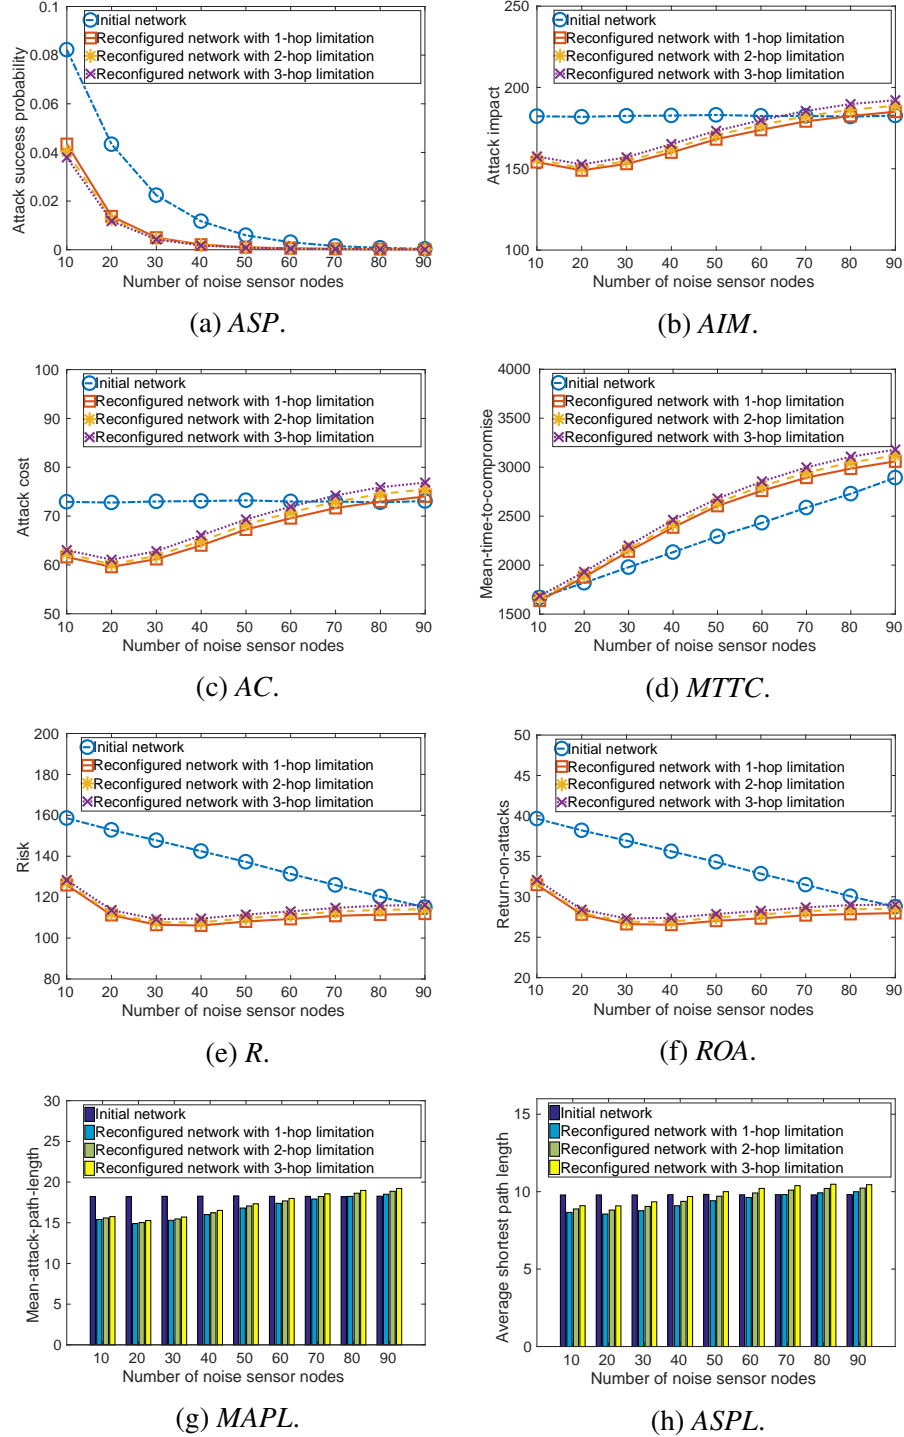 Initial network
Reconfigured network with 1-hop limitation
Reconfigured network with 2-hop limitation
Reconfigured network with 3-hop limitation
Attack success probability
0.1
0.08
0.06
0.04
0.02
0
10 20 30 40 50 60 70 80 90
Number of noise sensor nodes
(a) ASP.
Initial network
Reconfigured network with 1-hop limitation
Reconfigured network with 2-hop limitation
Reconfigured network with 3-hop limitation
Attack impact
250
200
150
100
10 20 30 40 50 60 70 80 90
Number of noise sensor nodes
(b) AIM.
Initial network
Reconfigured network with 1-hop limitation
Reconfigured network with 2-hop limitation
Reconfigured network with 3-hop limitation
Attack cost
100
90
80
70
60
50
10 20 30 40 50 60 70 80 90
Number of noise sensor nodes
(c) AC.
Initial network
Reconfigured network with 1-hop limitation
Reconfigured network with 2-hop limitation
Reconfigured network with 3-hop limitation
Mean-time-to-compromise
4000
3500
3000
2500
2000
1500
10 20 30 40 50 60 70 80 90
Number of noise sensor nodes
(d) MTTC.
Initial network
Reconfigured network with 1-hop limitation
Reconfigured network with 2-hop limitation
Reconfigured network with 3-hop limitation
Risk
200
180
160
140
120
100
80
10 20 30 40 50 60 70 80 90
Number of noise sensor nodes
(e) R.
Initial network
Reconfigured network with 1-hop limitation
Reconfigured network with 2-hop limitation
Reconfigured network with 3-hop limitation
Return-on-attacks
50
45
40
35
30
25
20
10 20 30 40 50 60 70 80 90
Number of noise sensor nodes
(f) ROA.
Initial network
Reconfigured network with 1-hop limitation
Reconfigured network with 2-hop limitation
Reconfigured network with 3-hop limitation
Mean-attack-path-length
30
25
20
15
10
5
0
10 20 30 40 50 60 70 80 90
Number of noise sensor nodes
(g) MAPL.
Initial network
Reconfigured network with 1-hop limitation
Reconfigured network with 2-hop limitation
Reconfigured network with 3-hop limitation
Average shortest path length
15
10
5
0
10 20 30 40 50 60 70 80 90
Number of noise sensor nodes
(h) ASPL.